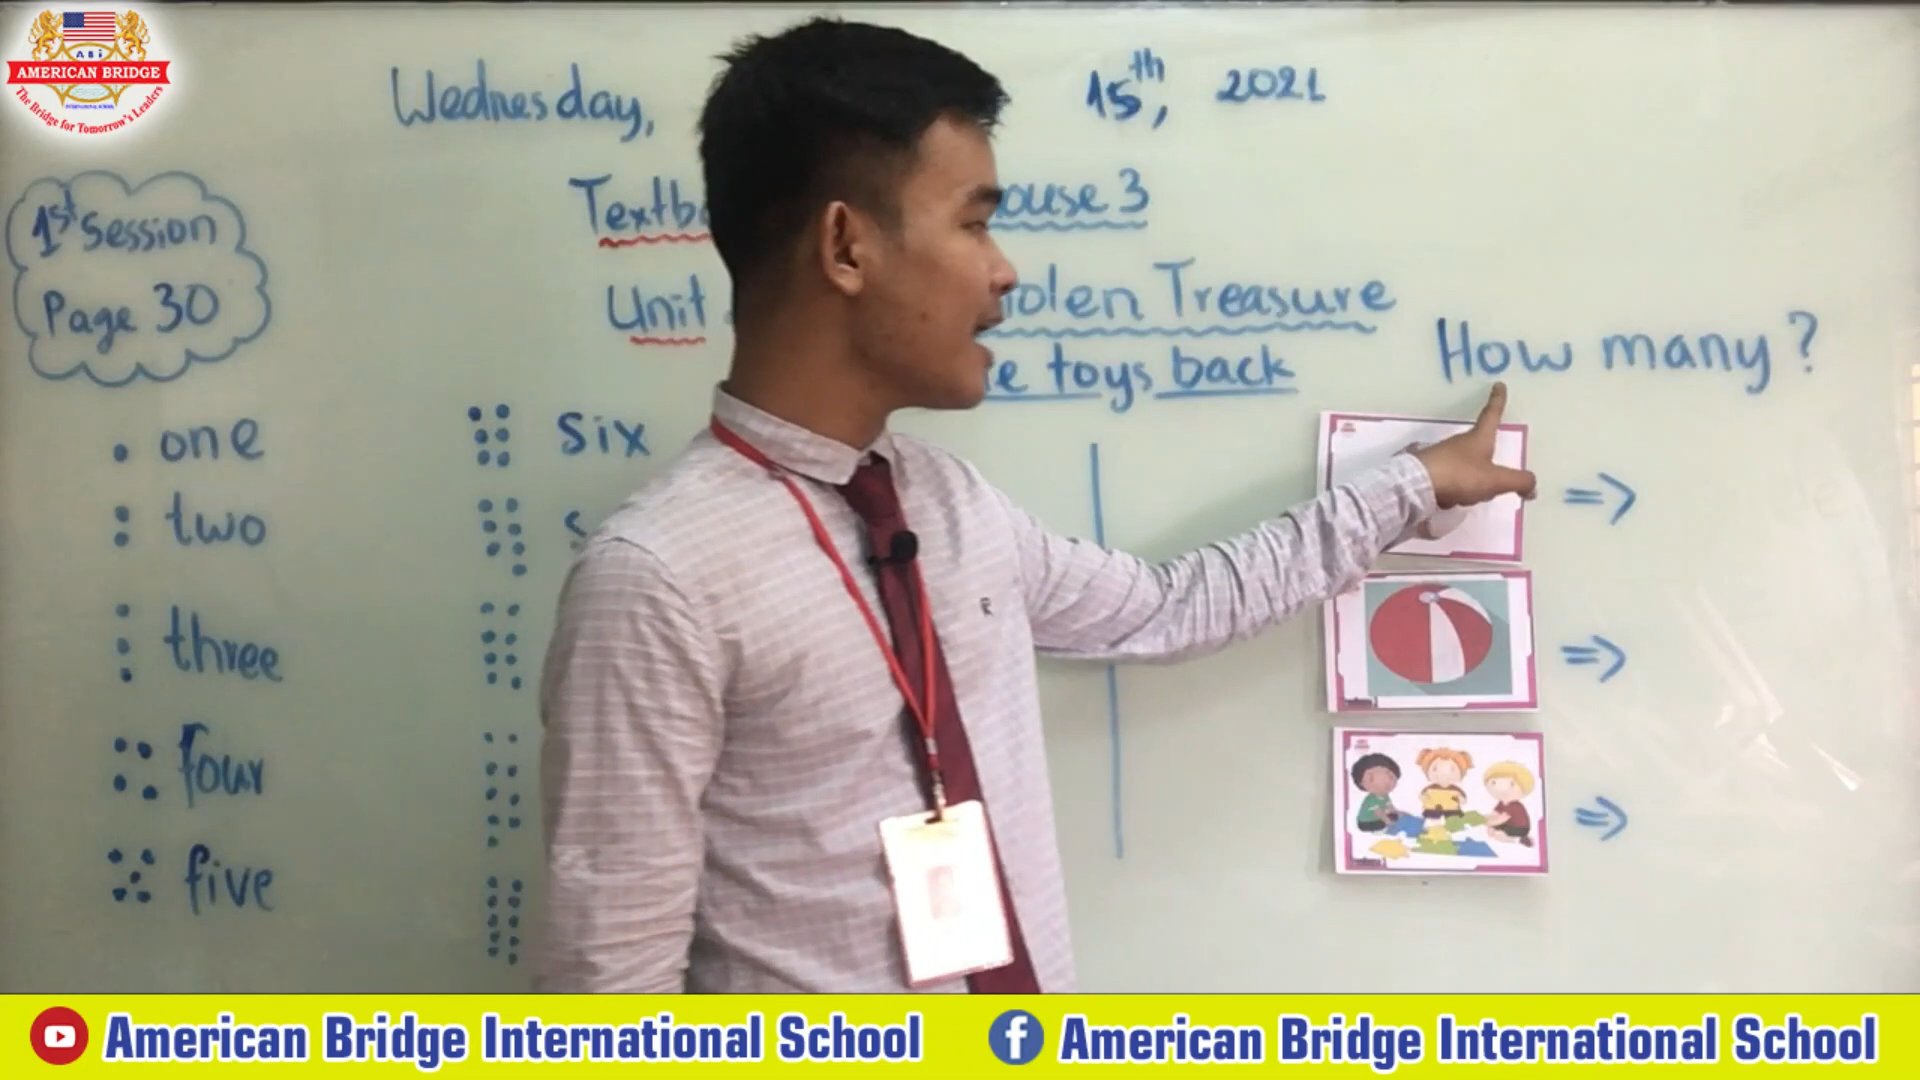 AMERICAN BRIDGE
The Bridge for Tomorrow's Leaders
Wednesday, 15th, 2021
1st Session
Page 30
Textb ouse 3
Unit olen Treasure
e toys back
How many?
one
two
three
four
five
six
s
=>
=>
=>
American Bridge International School
American Bridge International School